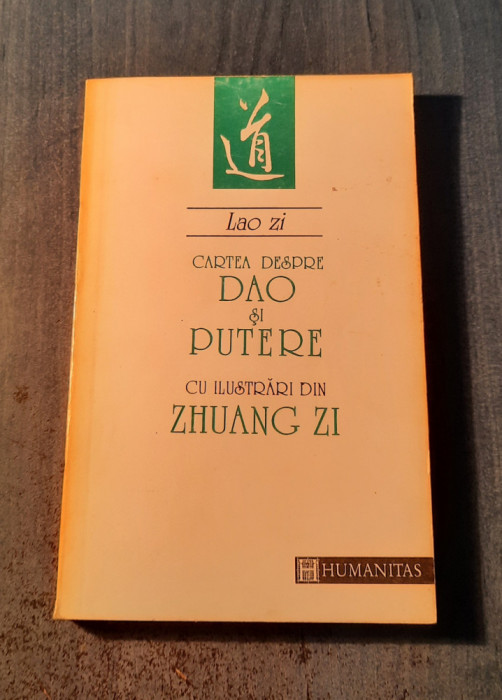 道
Lao zi
CARTEA DESPRE
DAO
ŞI
PUTERE
CU ILUSTRĂRI DIN
ZHUANG ZI
HUMANITAS